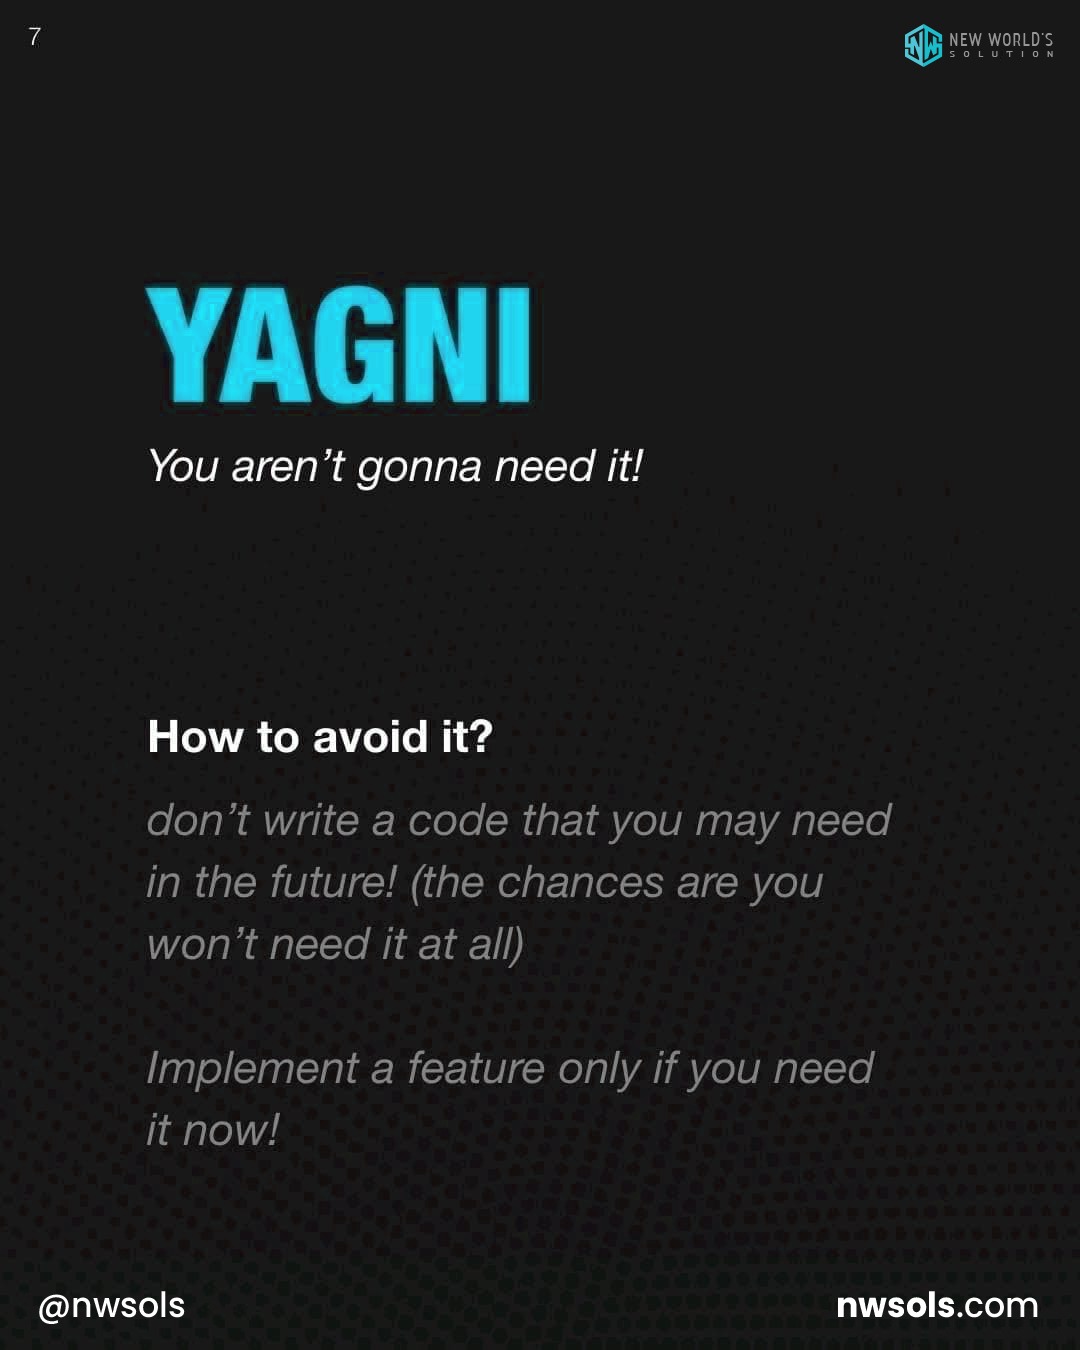 7
NEW WORLD'S
SOLUTION
YAGNI
You aren’t gonna need it!
How to avoid it?
don’t write a code that you may need
in the future! (the chances are you
won’t need it at all)
Implement a feature only if you need
it now!
@nwsols
nwsols.com